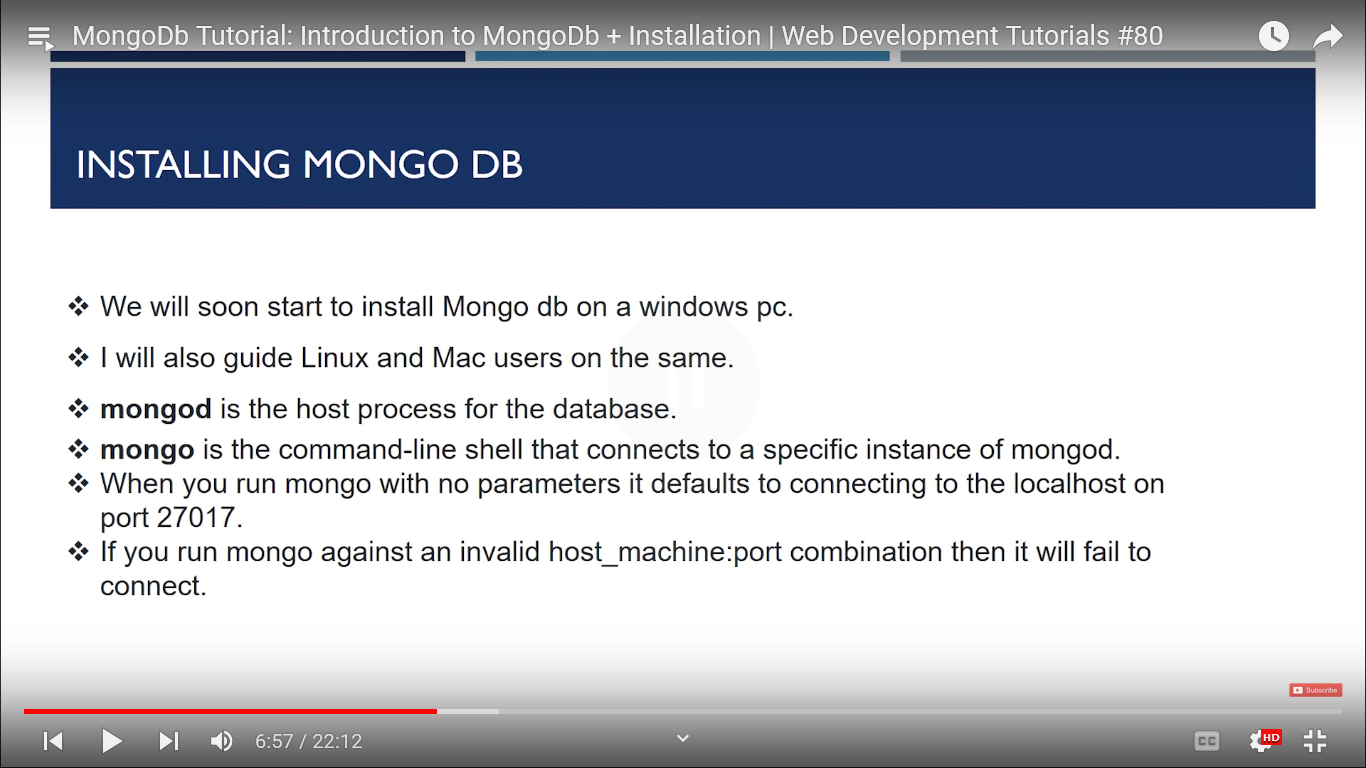 MongoDb Tutorial: Introduction to MongoDb + Installation | Web Development Tutorials #80
INSTALLING MONGO DB
❖ We will soon start to install Mongo db on a windows pc.
❖ I will also guide Linux and Mac users on the same.
❖ mongod is the host process for the database.
❖ mongo is the command-line shell that connects to a specific instance of mongod.
❖ When you run mongo with no parameters it defaults to connecting to the localhost on
port 27017.
❖ If you run mongo against an invalid host_machine:port combination then it will fail to
connect.
Subscribe
6:57 / 22:12
CC
HD